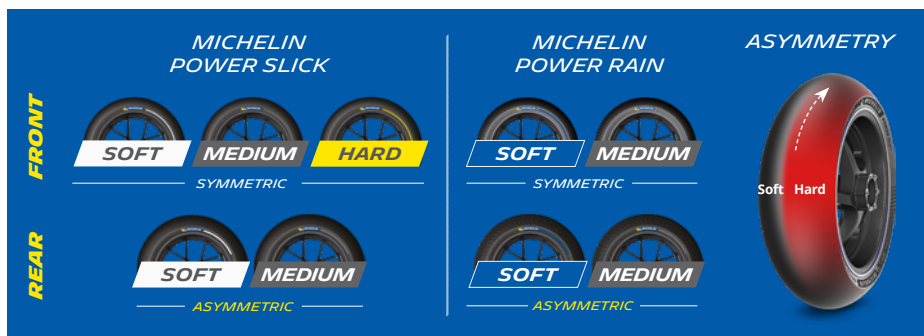 MICHELIN
POWER SLICK
MICHELIN
POWER RAIN
ASYMMETRY
FRONT
SOFT
MEDIUM
HARD
SYMMETRIC
SOFT
MEDIUM
SYMMETRIC
Soft
Hard
REAR
SOFT
MEDIUM
ASYMMETRIC
SOFT
MEDIUM
ASYMMETRIC